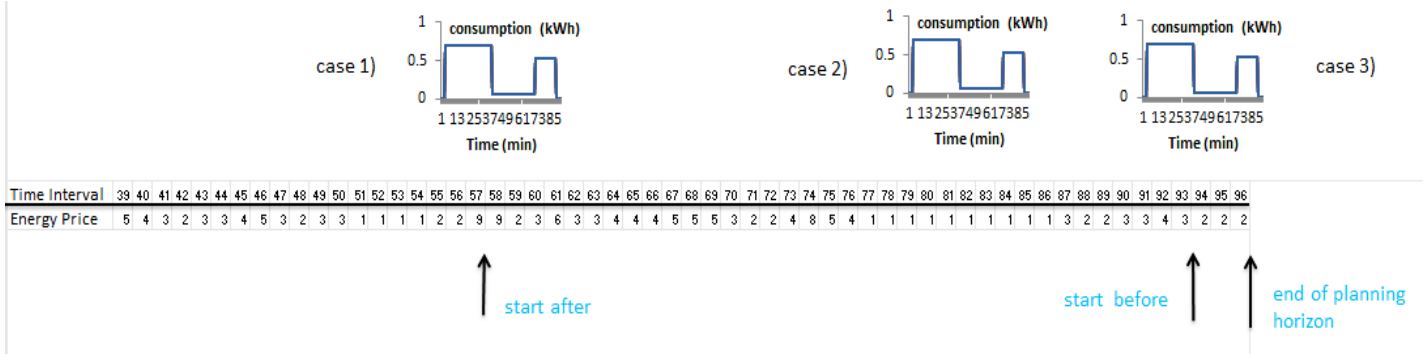 case 1)
1
consumption (kWh)
0.5
0
1 13253749617385
Time (min)
case 2)
1
consumption (kWh)
0.5
0
1 13253749617385
Time (min)
1
consumption (kWh)
0.5
0
1 13253749617385
Time (min)
case 3)
Time Interval 39 40 41 42 43 44 45 46 47 48 49 50 51 52 53 54 55 56 57 58 59 60 61 62 63 64 65 66 67 68 69 70 71 72 73 74 75 76 77 78 79 80 81 82 83 84 85 86 87 88 89 90 91 92 93 94 95 96
Energy Price 5 4 3 2 3 3 4 5 3 2 3 3 1 1 1 1 2 2 9 9 2 3 6 3 3 4 4 4 5 5 5 3 2 2 4 8 5 4 1 1 1 1 1 1 1 1 1 1 3 2 2 3 3 4 3 2 2 2
start after
start before
end of planning
horizon